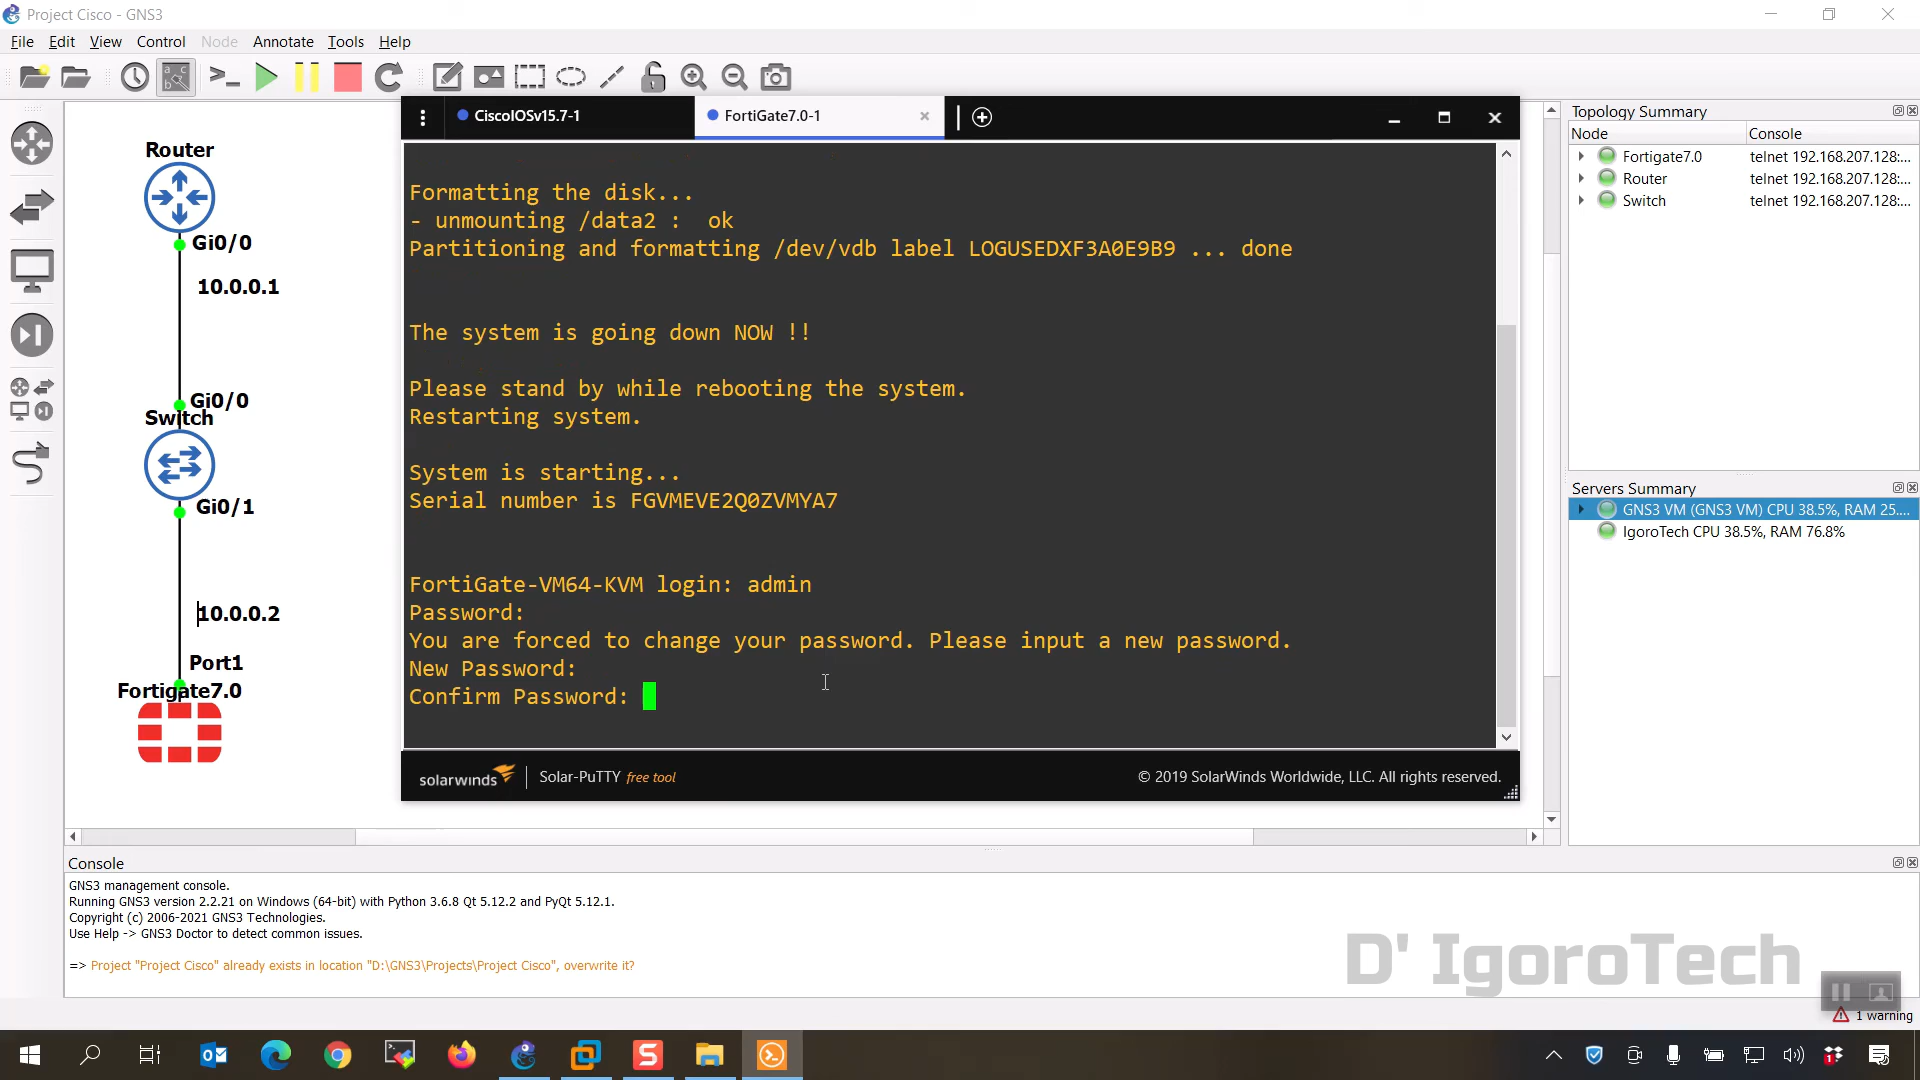 Project Cisco - GNS3
File Edit View Control Node Annotate Tools Help
CiscoIOSv15.7-1
FortiGate7.0-1
Router
Gi0/0
10.0.0.1
Gi0/0
Switch
Gi0/1
10.0.0.2
Port1
Fortigate7.0
Formatting the disk...
- unmounting /data2 :  ok
Partitioning and formatting /dev/vdb label LOGUSEDXF3A0E9B9 ... done
The system is going down NOW !!
Please stand by while rebooting the system.
Restarting system.
System is starting...
Serial number is FGVMEVE2Q0ZVMYA7
FortiGate-VM64-KVM login: admin
Password:
You are forced to change your password. Please input a new password.
New Password:
Confirm Password:
solarwinds
Solar-PuTTY free tool
© 2019 SolarWinds Worldwide, LLC. All rights reserved.
Topology Summary
Node Console
Fortigate7.0 telnet 192.168.207.128:...
Router telnet 192.168.207.128:...
Switch telnet 192.168.207.128:...
Servers Summary
GNS3 VM (GNS3 VM) CPU 38.5%, RAM 25....
IgoroTech CPU 38.5%, RAM 76.8%
Console
GNS3 management console.
Running GNS3 version 2.2.21 on Windows (64-bit) with Python 3.6.8 Qt 5.12.2 and PyQt 5.12.1.
Copyright (c) 2006-2021 GNS3 Technologies.
Use Help -> GNS3 Doctor to detect common issues.
=> Project "Project Cisco" already exists in location "D:\GNS3\Projects\Project Cisco", overwrite it?
D' IgoroTech
1 warning